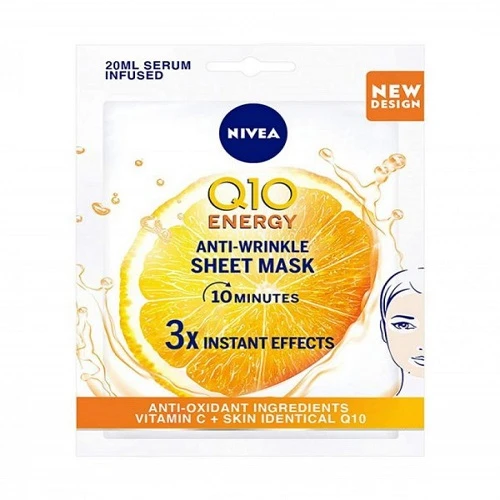 20ML SERUM
INFUSED
NEW
DESIGN
NIVEA
Q10
ENERGY
ANTI-WRINKLE
SHEET MASK
10 MINUTES
3x INSTANT EFFECTS
ANTI-OXIDANT INGREDIENTS
VITAMIN C + SKIN IDENTICAL Q10